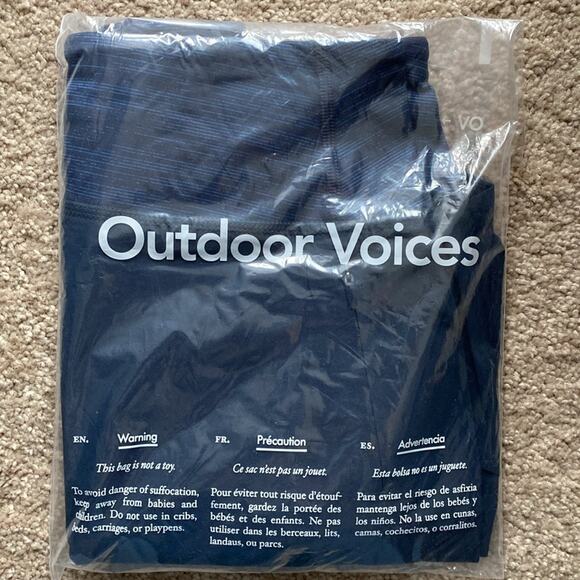 VO
Outdoor Voices
EN. Warning
This bag is not a toy.
To avoid danger of suffocation,
keep away from babies and
children. Do not use in cribs,
beds, carriages, or playpens.
FR. Précaution
Ce sac n'est pas un jouet.
Pour éviter tout risque d'étouf-
fement, gardez la portée des
bébés et des enfants. Ne pas
utiliser dans les berceaux, lits,
landaus, ou parcs.
ES. Advertencia
Esta bolsa no es un juguete.
Para evitar el riesgo de asfixia
mantenga lejos de los bebés y
los niños. No la use en cunas,
camas, cochecitos, o corralitos.